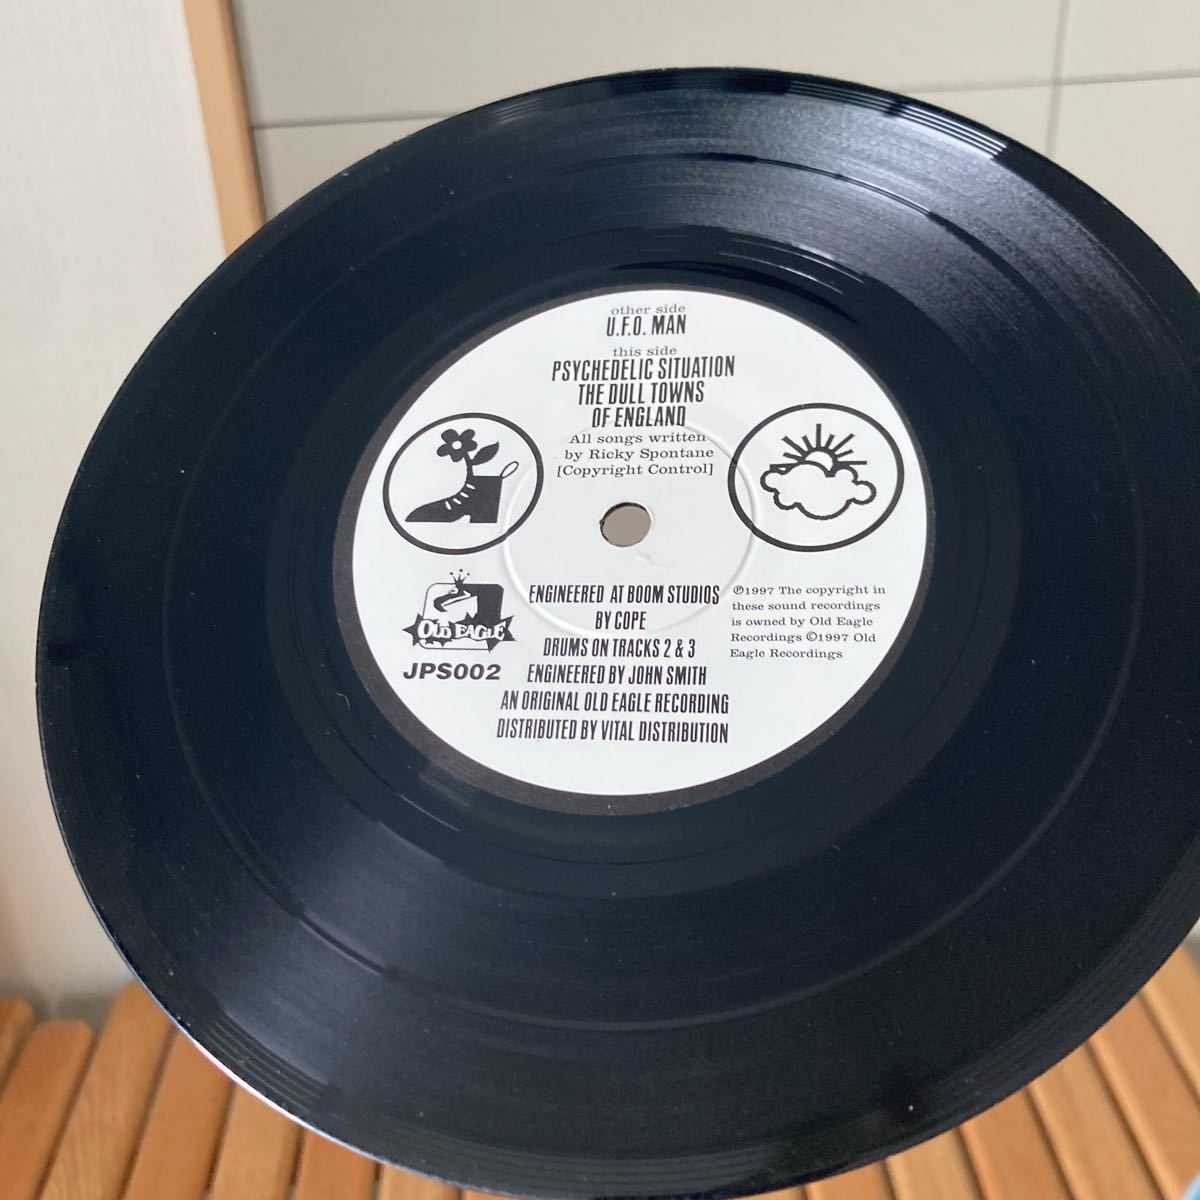 other side
U.F.O. MAN
this side
PSYCHEDELIC SITUATION
THE DULL TOWNS
OF ENGLAND
All songs written
by Ricky Spontane
[Copyright Control]
OLD EAGLE
JPS002
ENGINEERED AT BOOM STUDIOS
BY COPE
DRUMS ON TRACKS 2 & 3
ENGINEERED BY JOHN SMITH
AN ORIGINAL OLD EAGLE RECORDING
DISTRIBUTED BY VITAL DISTRIBUTION
℗1997 The copyright in
these sound recordings
is owned by Old Eagle
Recordings ©1997 Old
Eagle Recordings